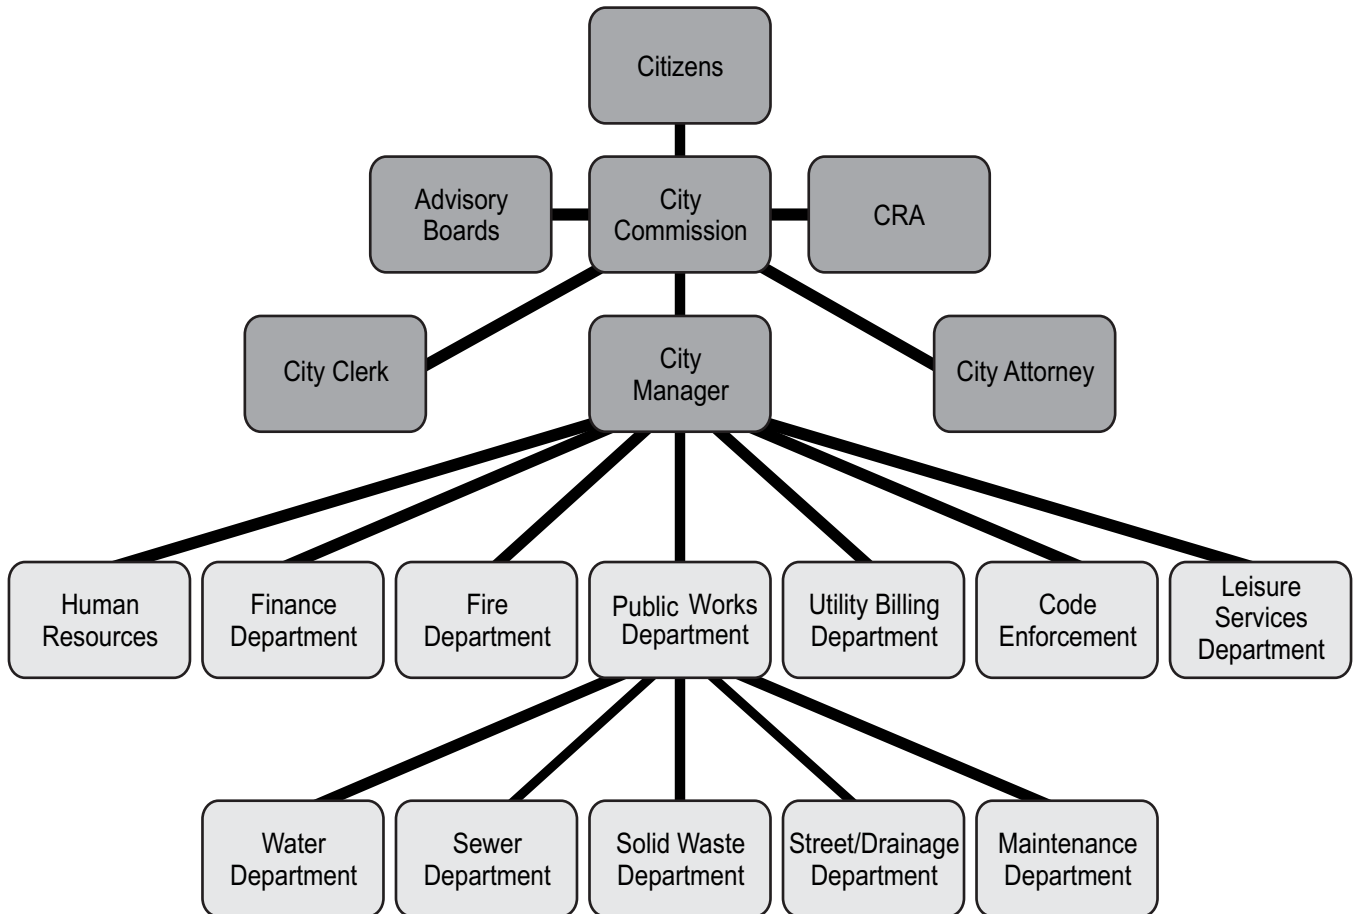 Citizens
Advisory
Boards
City
Commission
CRA
City Clerk
City
Manager
City Attorney
Human
Resources
Finance
Department
Fire
Department
Public Works
Department
Utility Billing
Department
Code
Enforcement
Leisure
Services
Department
Water
Department
Sewer
Department
Solid Waste
Department
Street/Drainage
Department
Maintenance
Department